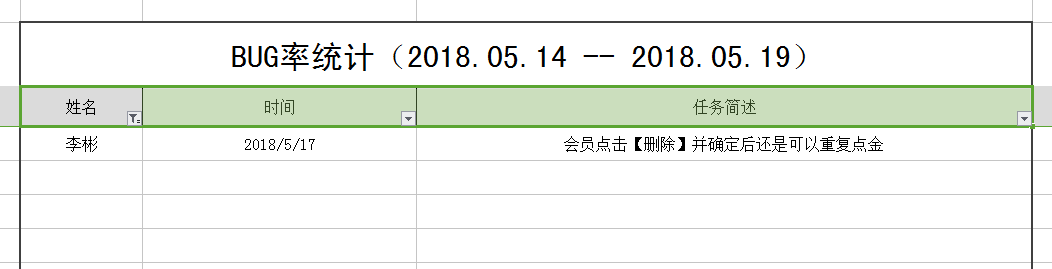 BUG率统计（2018.05.14 -- 2018.05.19）
姓名 时间 任务简述
李彬 2018/5/17 会员点击【删除】并确定后还是可以重复点金